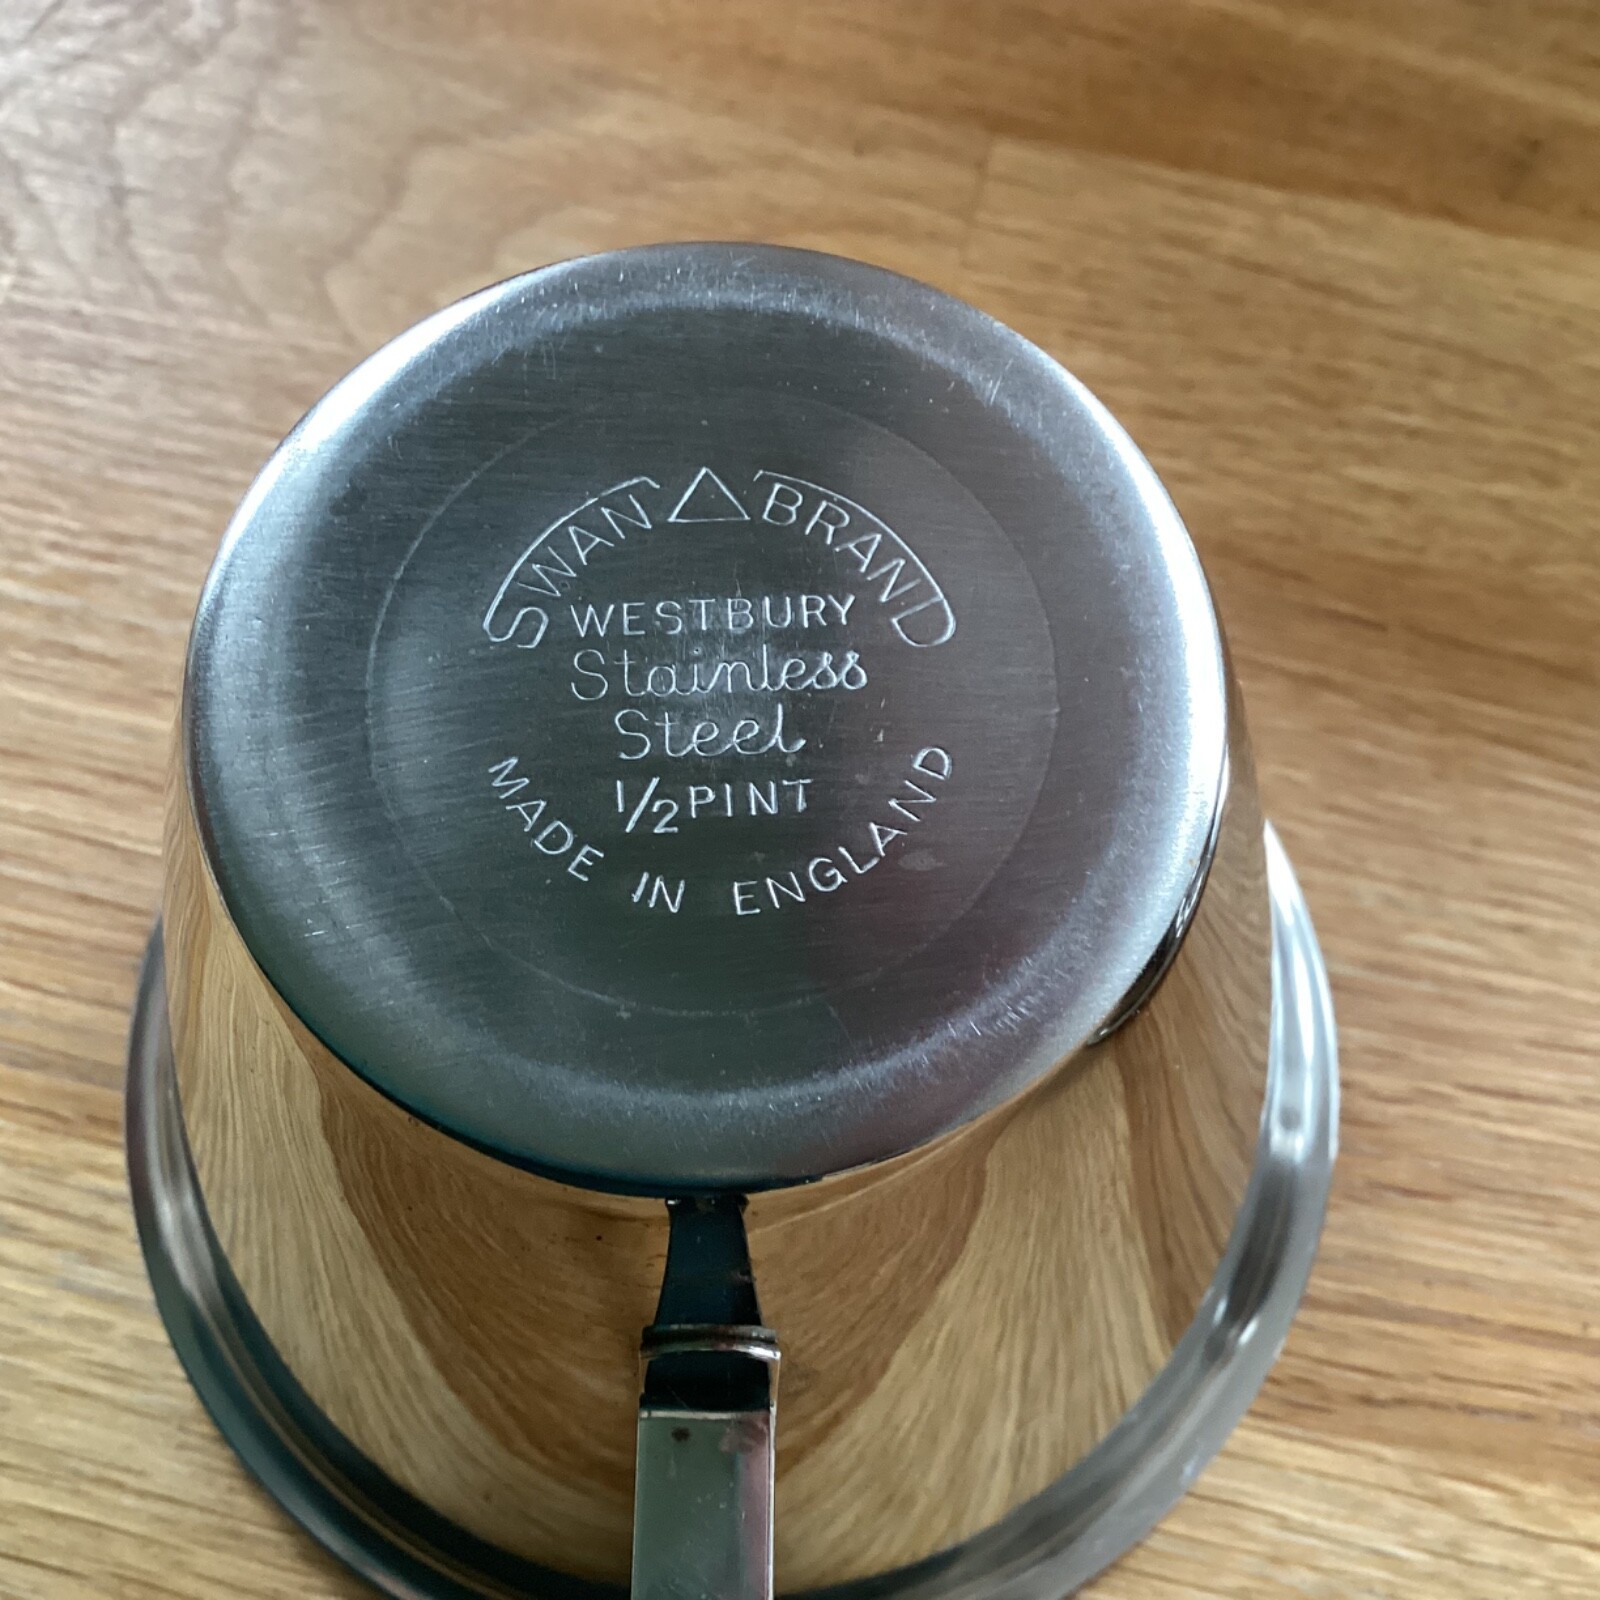 SWAN BRAND
WESTBURY
Stainless
Steel
1/2 PINT
MADE IN ENGLAND